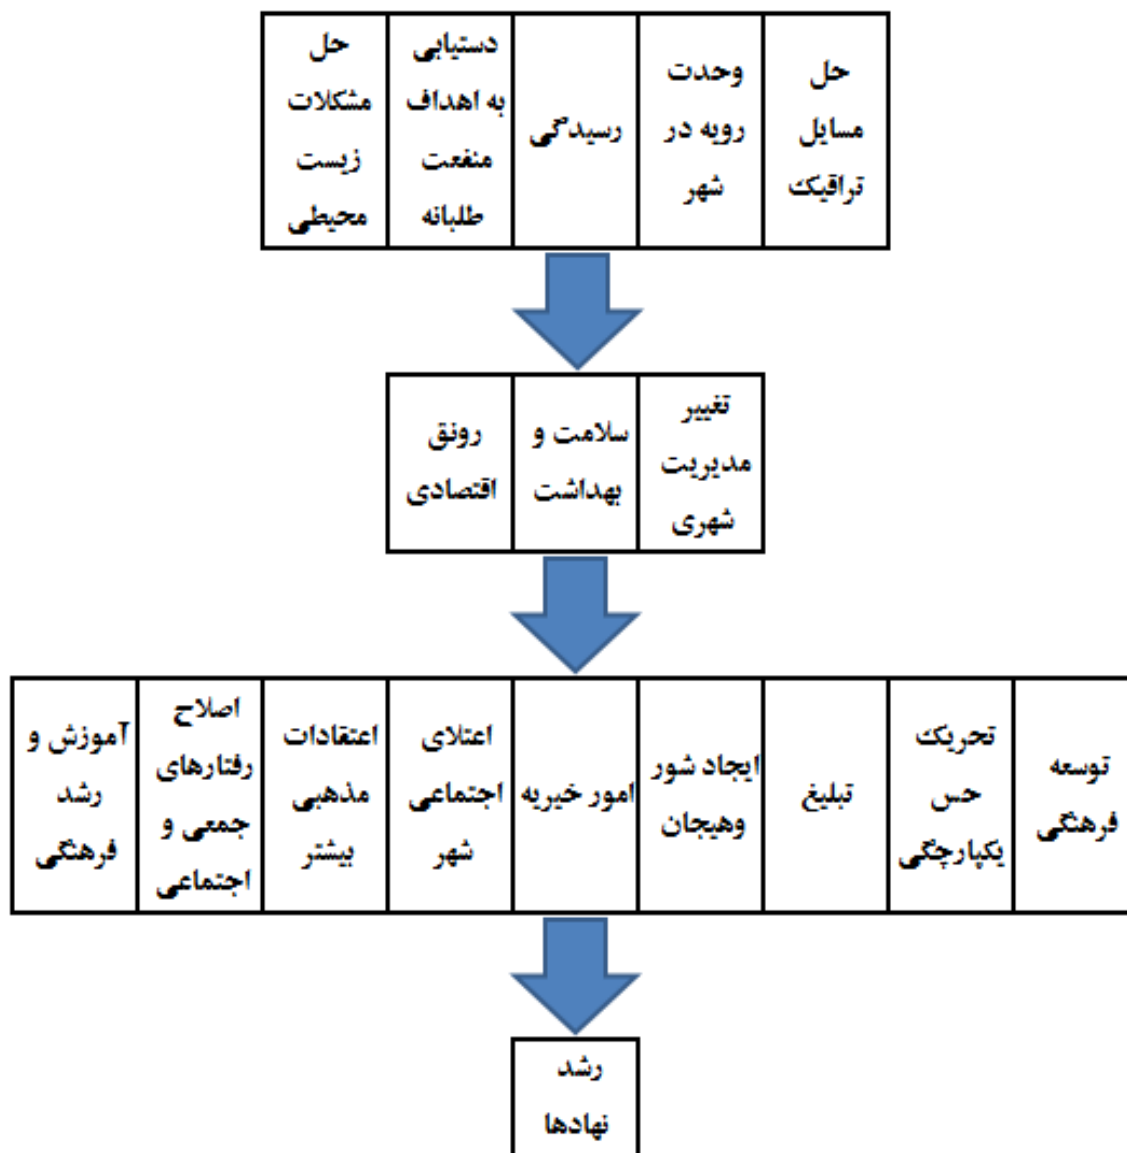 حل
مسایل
ترافیک
وحدت
رویه در
شهر
رسیدگی
دستیابی
به اهداف
منفعت
طلبانه
حل
مشکلات
زیست
محیطی
تغییر
مدیریت
شهری
سلامت و
بهداشت
رونق
اقتصادی
توسعه
فرهنگی
تحریک
حس
یکپارچگی
تبلیغ
ایجاد شور
وهیجان
امور خیریه
اعتلای
اجتماعی
شهر
اعتقادات
مذهبی
بیشتر
اصلاح
رفتارهای
جمعی و
اجتماعی
آموزش و
رشد
فرهنگی
رشد
نهادها